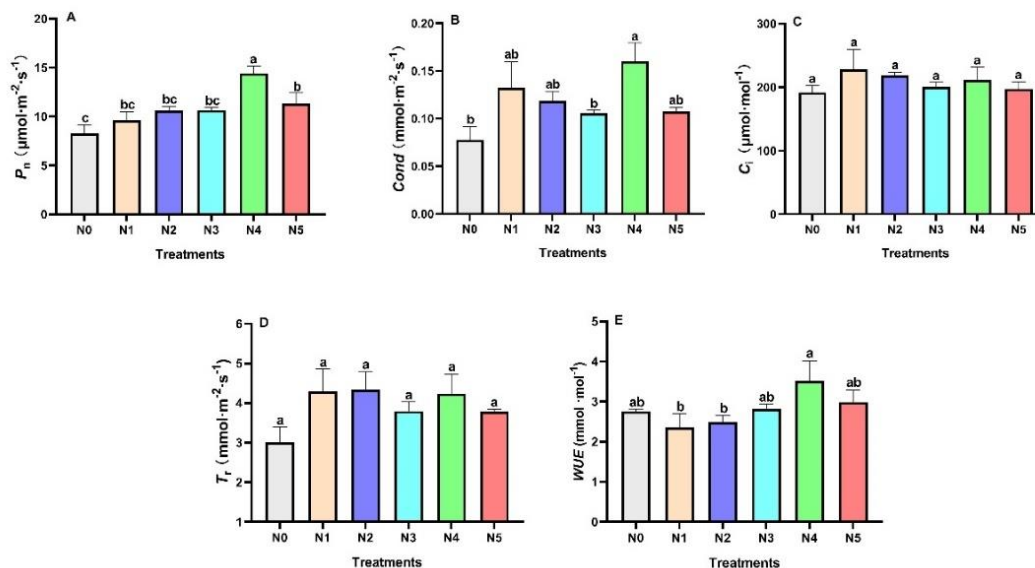 A
P_n (μmol·m⁻²·s⁻¹)
20
15
10
5
0
c
bc
bc
bc
a
b
N0 N1 N2 N3 N4 N5
Treatments
B
Cond (mmol·m⁻²·s⁻¹)
0.20
0.15
0.10
0.05
0.00
b
ab
ab
b
a
ab
N0 N1 N2 N3 N4 N5
Treatments
C
C_i (μmol·mol⁻¹)
300
200
100
0
a
a
a
a
a
a
N0 N1 N2 N3 N4 N5
Treatments
D
T_r (mmol·m⁻²·s⁻¹)
6
5
4
3
2
1
a
a
a
a
a
a
N0 N1 N2 N3 N4 N5
Treatments
E
WUE (mmol ·mol⁻¹)
5
4
3
2
1
0
ab
b
b
ab
a
ab
N0 N1 N2 N3 N4 N5
Treatments